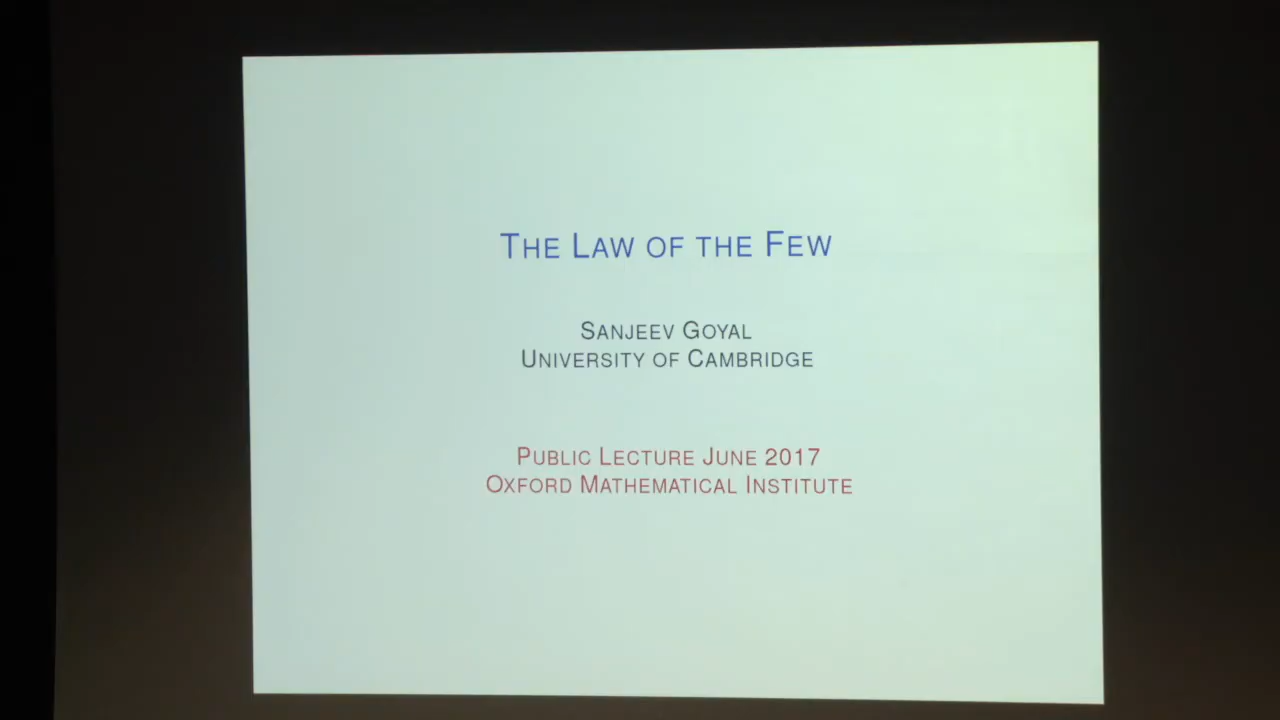 THE LAW OF THE FEW
SANJEEV GOYAL
UNIVERSITY OF CAMBRIDGE
PUBLIC LECTURE JUNE 2017
OXFORD MATHEMATICAL INSTITUTE